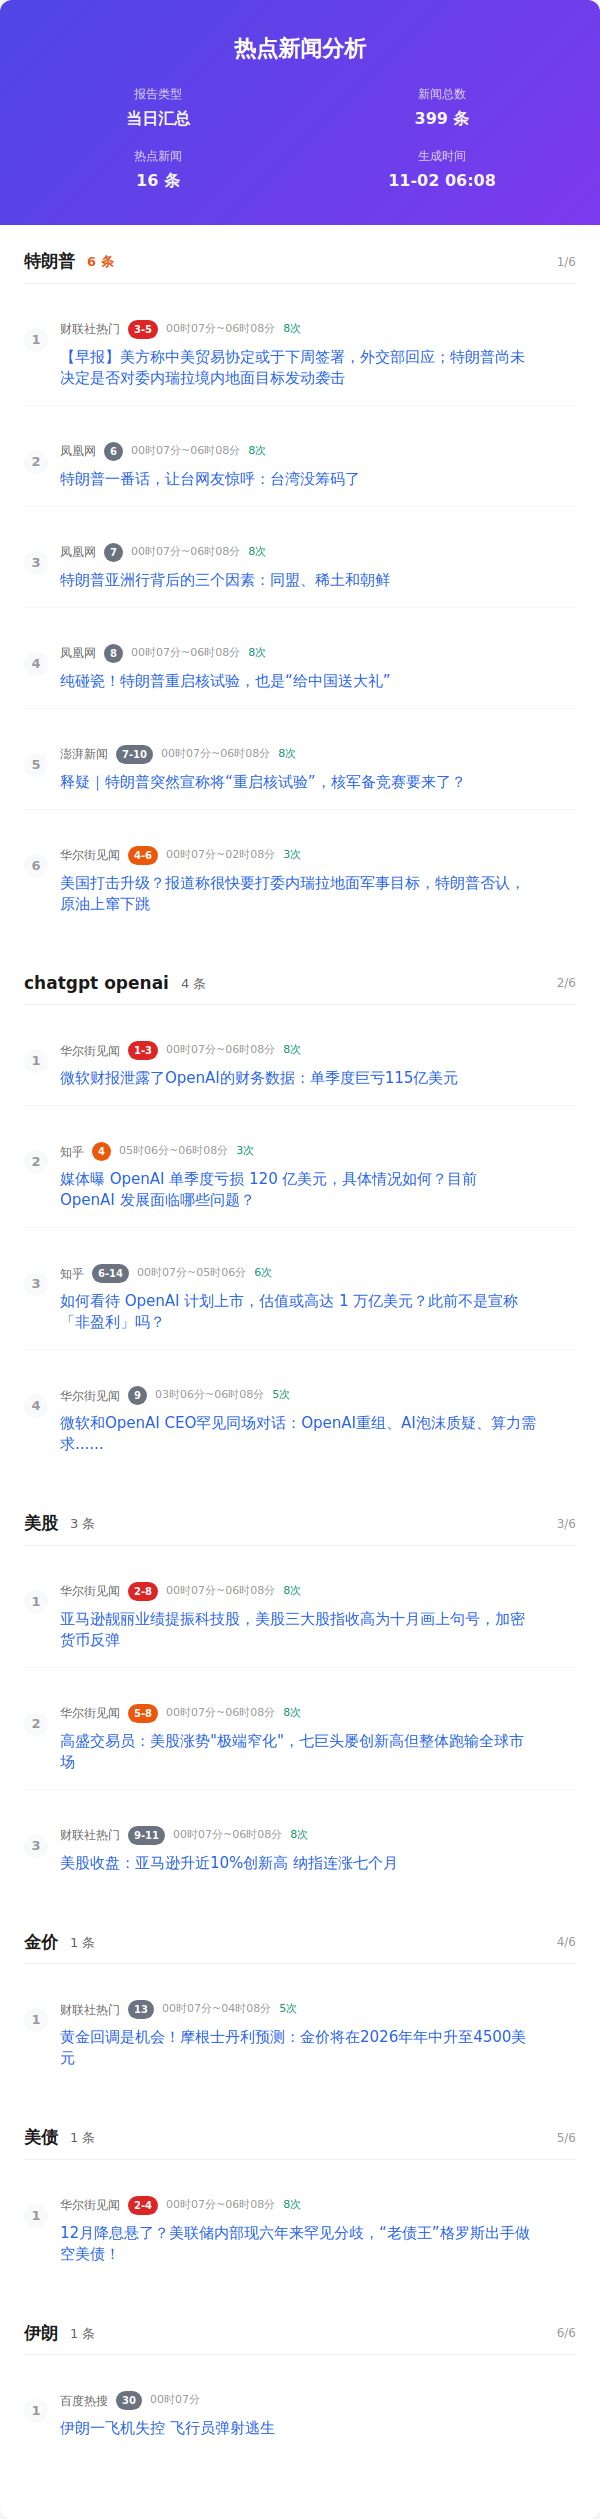 热点新闻分析
报告类型
新闻总数
当日汇总
399 条
热点新闻
生成时间
16 条
11-02 06:08
特朗普 6 条 1/6
1
财联社热门 3-5 00时07分~06时08分 8次
【早报】美方称中美贸易协定或于下周签署，外交部回应；特朗普尚未
决定是否对委内瑞拉境内地面目标发动袭击
2
凤凰网 6 00时07分~06时08分 8次
特朗普一番话，让台网友惊呼：台湾没筹码了
3
凤凰网 7 00时07分~06时08分 8次
特朗普亚洲行背后的三个因素：同盟、稀土和朝鲜
4
凤凰网 8 00时07分~06时08分 8次
纯碰瓷！特朗普重启核试验，也是“给中国送大礼”
5
澎湃新闻 7-10 00时07分~06时08分 8次
释疑｜特朗普突然宣称将“重启核试验”，核军备竞赛要来了？
6
华尔街见闻 4-6 00时07分~02时08分 3次
美国打击升级？报道称很快要打委内瑞拉地面军事目标，特朗普否认，
原油上窜下跳
chatgpt openai 4 条 2/6
1
华尔街见闻 1-3 00时07分~06时08分 8次
微软财报泄露了OpenAI的财务数据：单季度巨亏115亿美元
2
知乎 4 05时06分~06时08分 3次
媒体曝 OpenAI 单季度亏损 120 亿美元，具体情况如何？目前
OpenAI 发展面临哪些问题？
3
知乎 6-14 00时07分~05时06分 6次
如何看待 OpenAI 计划上市，估值或高达 1 万亿美元？此前不是宣称
「非盈利」吗？
4
华尔街见闻 9 03时06分~06时08分 5次
微软和OpenAI CEO罕见同场对话：OpenAI重组、AI泡沫质疑、算力需
求……
美股 3 条 3/6
1
华尔街见闻 2-8 00时07分~06时08分 8次
亚马逊靓丽业绩提振科技股，美股三大股指收高为十月画上句号，加密
货币反弹
2
华尔街见闻 5-8 00时07分~06时08分 8次
高盛交易员：美股涨势"极端窄化"，七巨头屡创新高但整体跑输全球市
场
3
财联社热门 9-11 00时07分~06时08分 8次
美股收盘：亚马逊升近10%创新高 纳指连涨七个月
金价 1 条 4/6
1
财联社热门 13 00时07分~04时08分 5次
黄金回调是机会！摩根士丹利预测：金价将在2026年年中升至4500美
元
美债 1 条 5/6
1
华尔街见闻 2-4 00时07分~06时08分 8次
12月降息悬了？美联储内部现六年来罕见分歧，“老债王”格罗斯出手做
空美债！
伊朗 1 条 6/6
1
百度热搜 30 00时07分
伊朗一飞机失控 飞行员弹射逃生